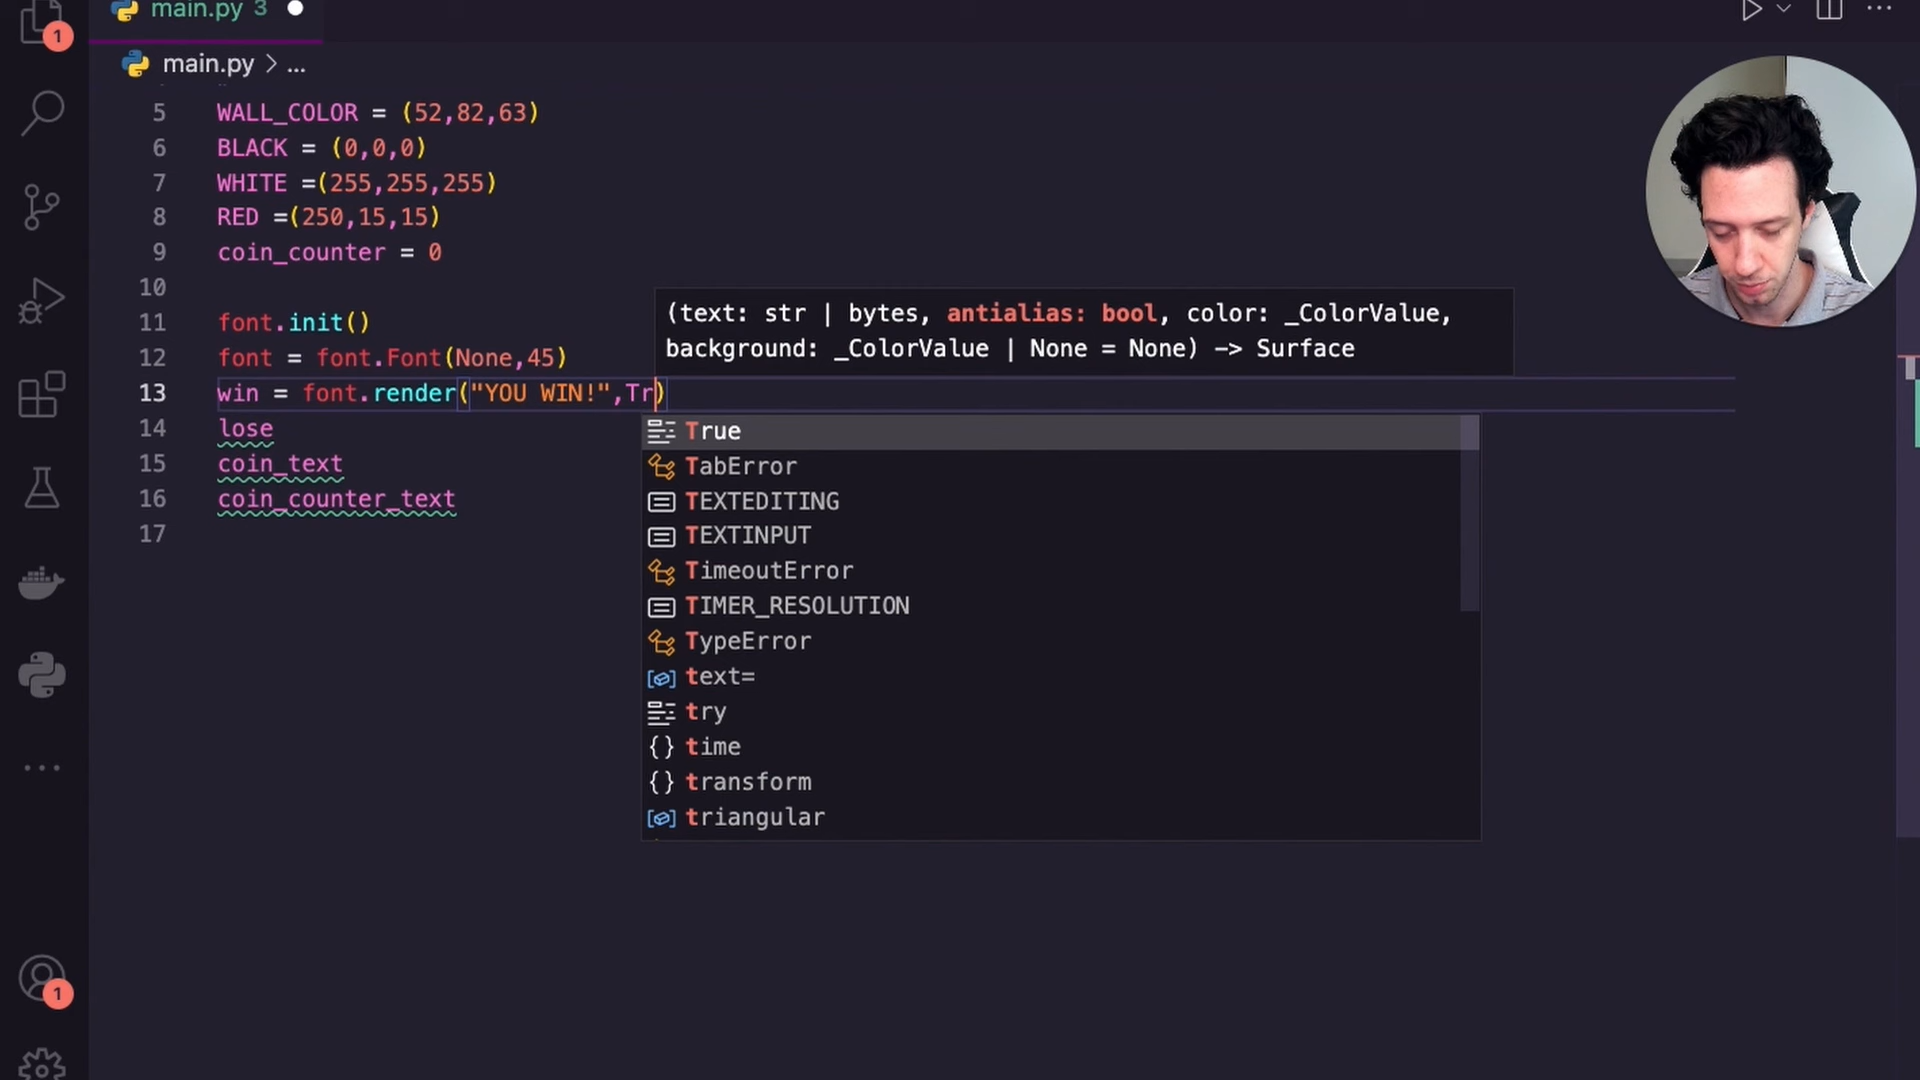 main.py 3
1
main.py > ...
5 WALL_COLOR = (52,82,63)
6 BLACK = (0,0,0)
7 WHITE =(255,255,255)
8 RED =(250,15,15)
9 coin_counter = 0
10
11 font.init()
(text: str | bytes, antialias: bool, color: _ColorValue,
background: _ColorValue | None = None) -> Surface
12 font = font.Font(None,45)
13 win = font.render("YOU WIN!",Tr)
14 lose
15 coin_text
16 coin_counter_text
17
True
TabError
TEXTEDITING
TEXTINPUT
TimeoutError
TIMER_RESOLUTION
TypeError
text=
try
time
transform
triangular
1